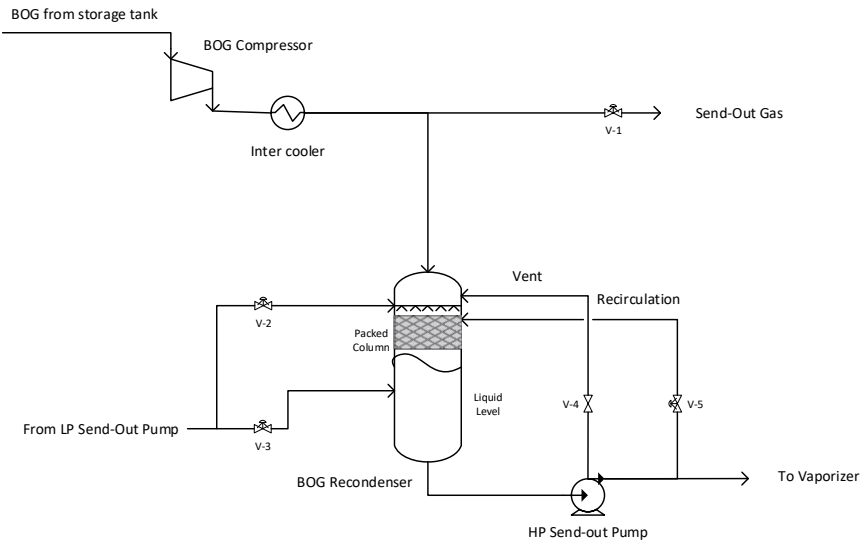 BOG from storage tank
BOG Compressor
Inter cooler
V-1
Send-Out Gas
Vent
Recirculation
V-2
Packed
Column
Liquid
Level
V-4
V-5
From LP Send-Out Pump
V-3
BOG Recondenser
To Vaporizer
HP Send-out Pump